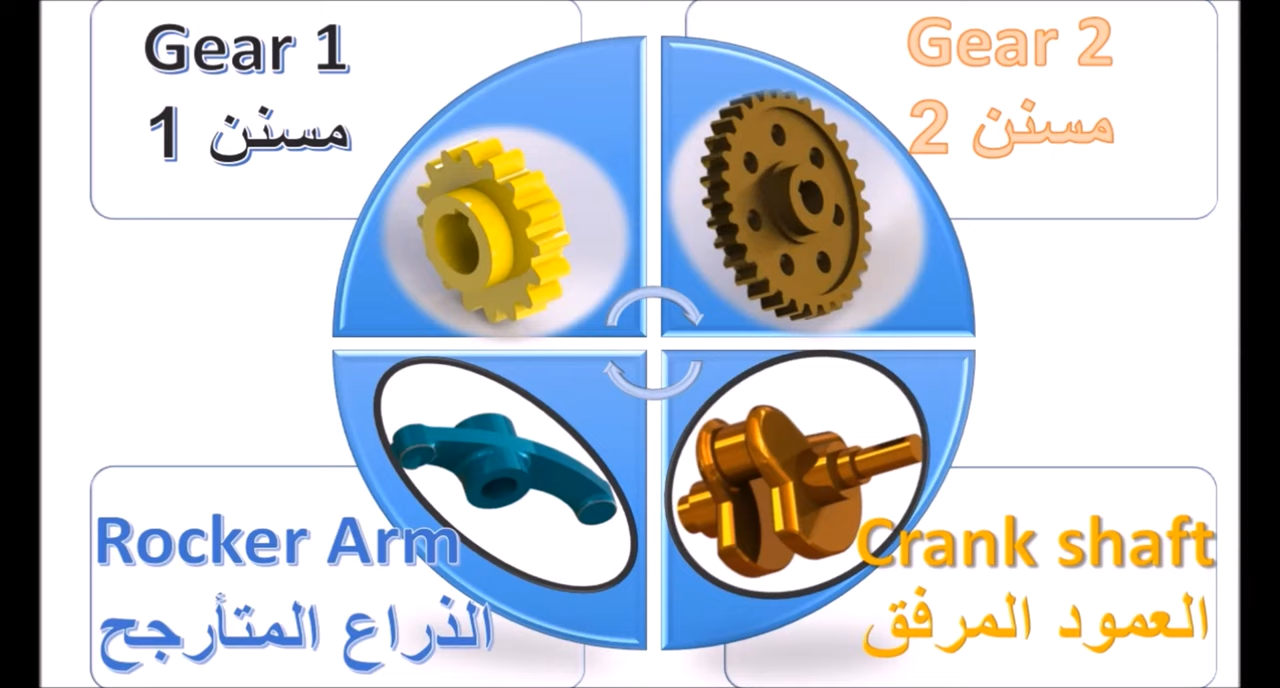 Gear 1
مسنن 1
Gear 2
مسنن 2
Rocker Arm
الذراع المتأرجح
Crank shaft
العمود المرفق